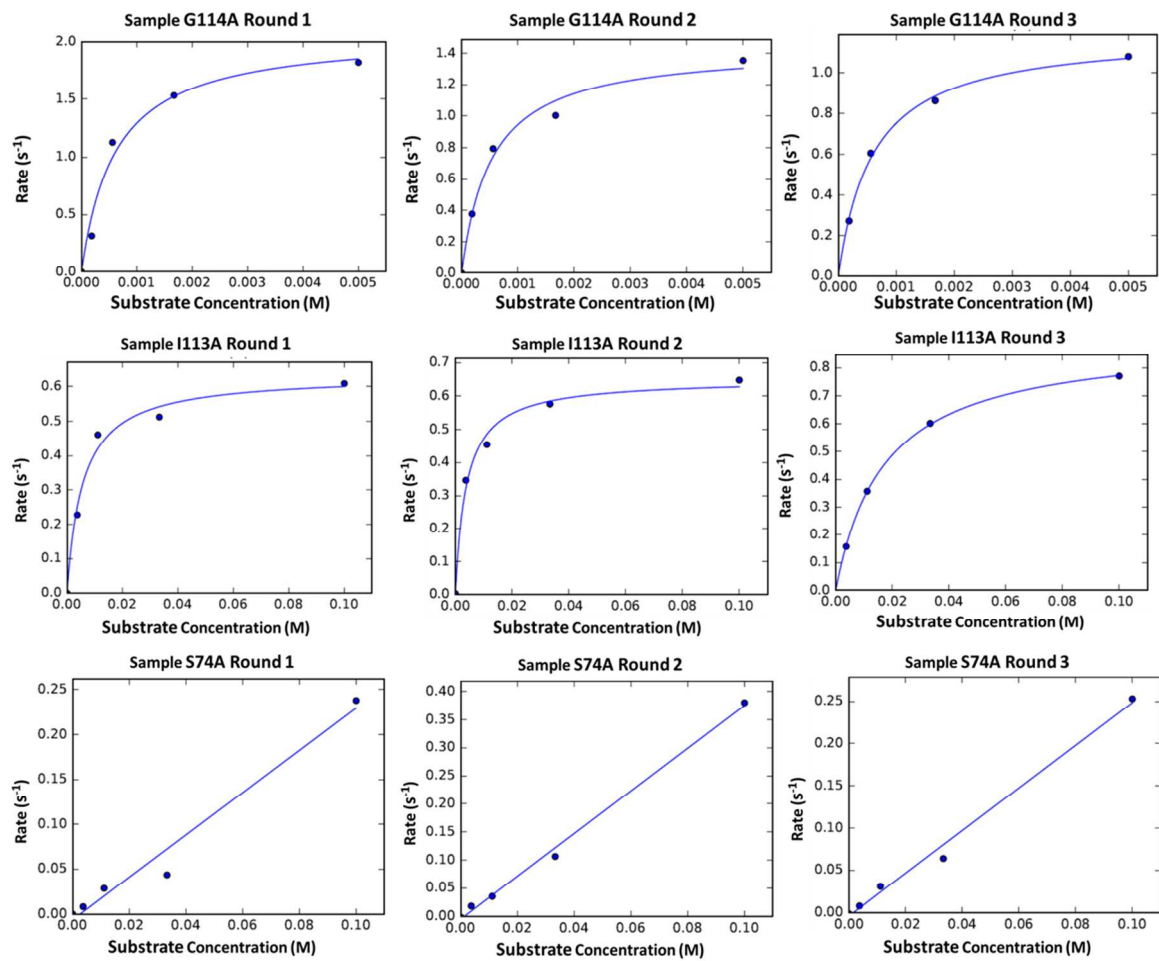 Sample G114A Round 1
Sample G114A Round 2
Sample G114A Round 3
Rate (s-1)
2.0
1.5
1.0
0.5
0.0
0.000 0.001 0.002 0.003 0.004 0.005
Substrate Concentration (M)
Rate (s-1)
1.4
1.2
1.0
0.8
0.6
0.4
0.2
0.0
0.000 0.001 0.002 0.003 0.004 0.005
Substrate Concentration (M)
Rate (s-1)
1.0
0.8
0.6
0.4
0.2
0.0
0.000 0.001 0.002 0.003 0.004 0.005
Substrate Concentration (M)
Sample I113A Round 1
Sample I113A Round 2
Sample I113A Round 3
Rate (s-1)
0.6
0.5
0.4
0.3
0.2
0.1
0.0
0.00 0.02 0.04 0.06 0.08 0.10
Substrate Concentration (M)
Rate (s-1)
0.7
0.6
0.5
0.4
0.3
0.2
0.1
0.0
0.00 0.02 0.04 0.06 0.08 0.10
Substrate Concentration (M)
Rate (s-1)
0.8
0.7
0.6
0.5
0.4
0.3
0.2
0.1
0.0
0.00 0.02 0.04 0.06 0.08 0.10
Substrate Concentration (M)
Sample S74A Round 1
Sample S74A Round 2
Sample S74A Round 3
Rate (s-1)
0.25
0.20
0.15
0.10
0.05
0.00
0.00 0.02 0.04 0.06 0.08 0.10
Substrate Concentration (M)
Rate (s-1)
0.40
0.35
0.30
0.25
0.20
0.15
0.10
0.05
0.00
0.00 0.02 0.04 0.06 0.08 0.10
Substrate Concentration (M)
Rate (s-1)
0.25
0.20
0.15
0.10
0.05
0.00
0.00 0.02 0.04 0.06 0.08 0.10
Substrate Concentration (M)